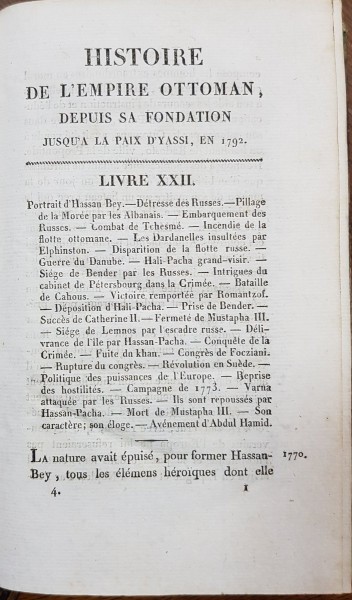 HISTOIRE
DE L'EMPIRE OTTOMAN,
DEPUIS SA FONDATION
JUSQU'A LA PAIX D'YASSI, EN 1792.
LIVRE XXII.
Portrait d'Hassan Bey.—Détresse des Russes.—Pillage
de la Morée par les Albanais. — Embarquement des
Russes. — Combat de Tchesmé. — Incendie de la
flotte ottomane. — Les Dardanelles insultées par
Elphinston. — Disparition de la flotte russe. —
Guerre du Danube. — Hali-Pacha grand-visir. —
Siége de Bender par les Russes. — Intrigues du
cabinet de Pétersbourg dans la Crimée. — Bataille
de Cahous. — Victoire remportée par Romantzof.
— Déposition d'Hali-Pacha. — Prise de Bender. —
Succès de Catherine II. — Fermeté de Mustapha III.
— Siége de Lemnos par l'escadre russe. — Déli-
vrance de l'île par Hassan-Pacha. — Conquête de la
Crimée. — Fuite du khan. — Congrès de Focziani.
— Rupture du congrès. — Révolution en Suède. —
Politique des puissances de l'Europe. — Reprise
des hostilités. — Campagne de 1773. — Varna
attaquée par les Russes. — Ils sont repoussés par
Hassan-Pacha. — Mort de Mustapha III. — Son
caractère; son éloge. — Avénement d'Abdul Hamid.
LA nature avait épuisé, pour former Hassan- 1770.
Bey, tous les élémens héroïques dont elle
4. 1